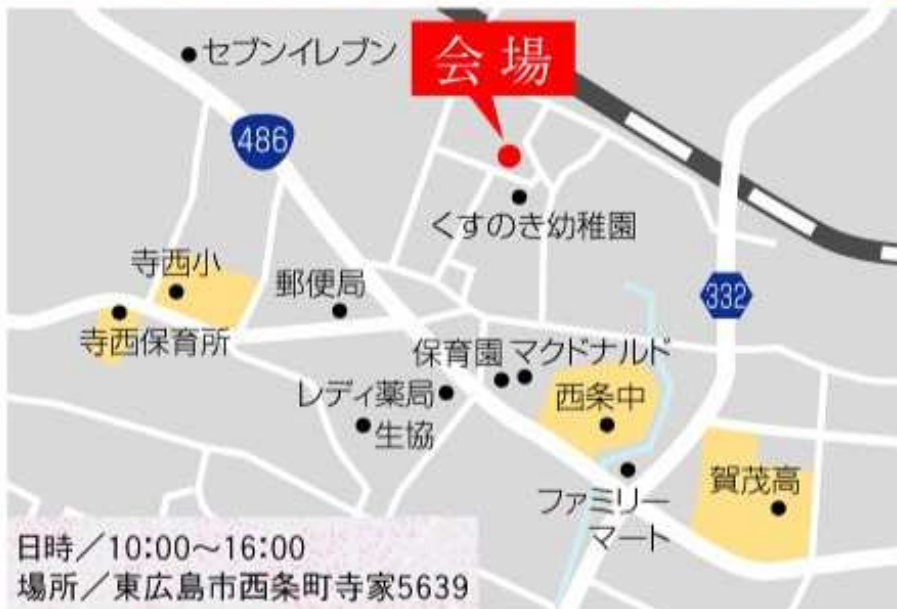 セブンイレブン
会場
486
くすのき幼稚園
寺西小
郵便局
332
寺西保育所
保育園
マクドナルド
レディ薬局
西条中
生協
賀茂高
ファミリー
マート
日時／10:00～16:00
場所／東広島市西条町寺家5639